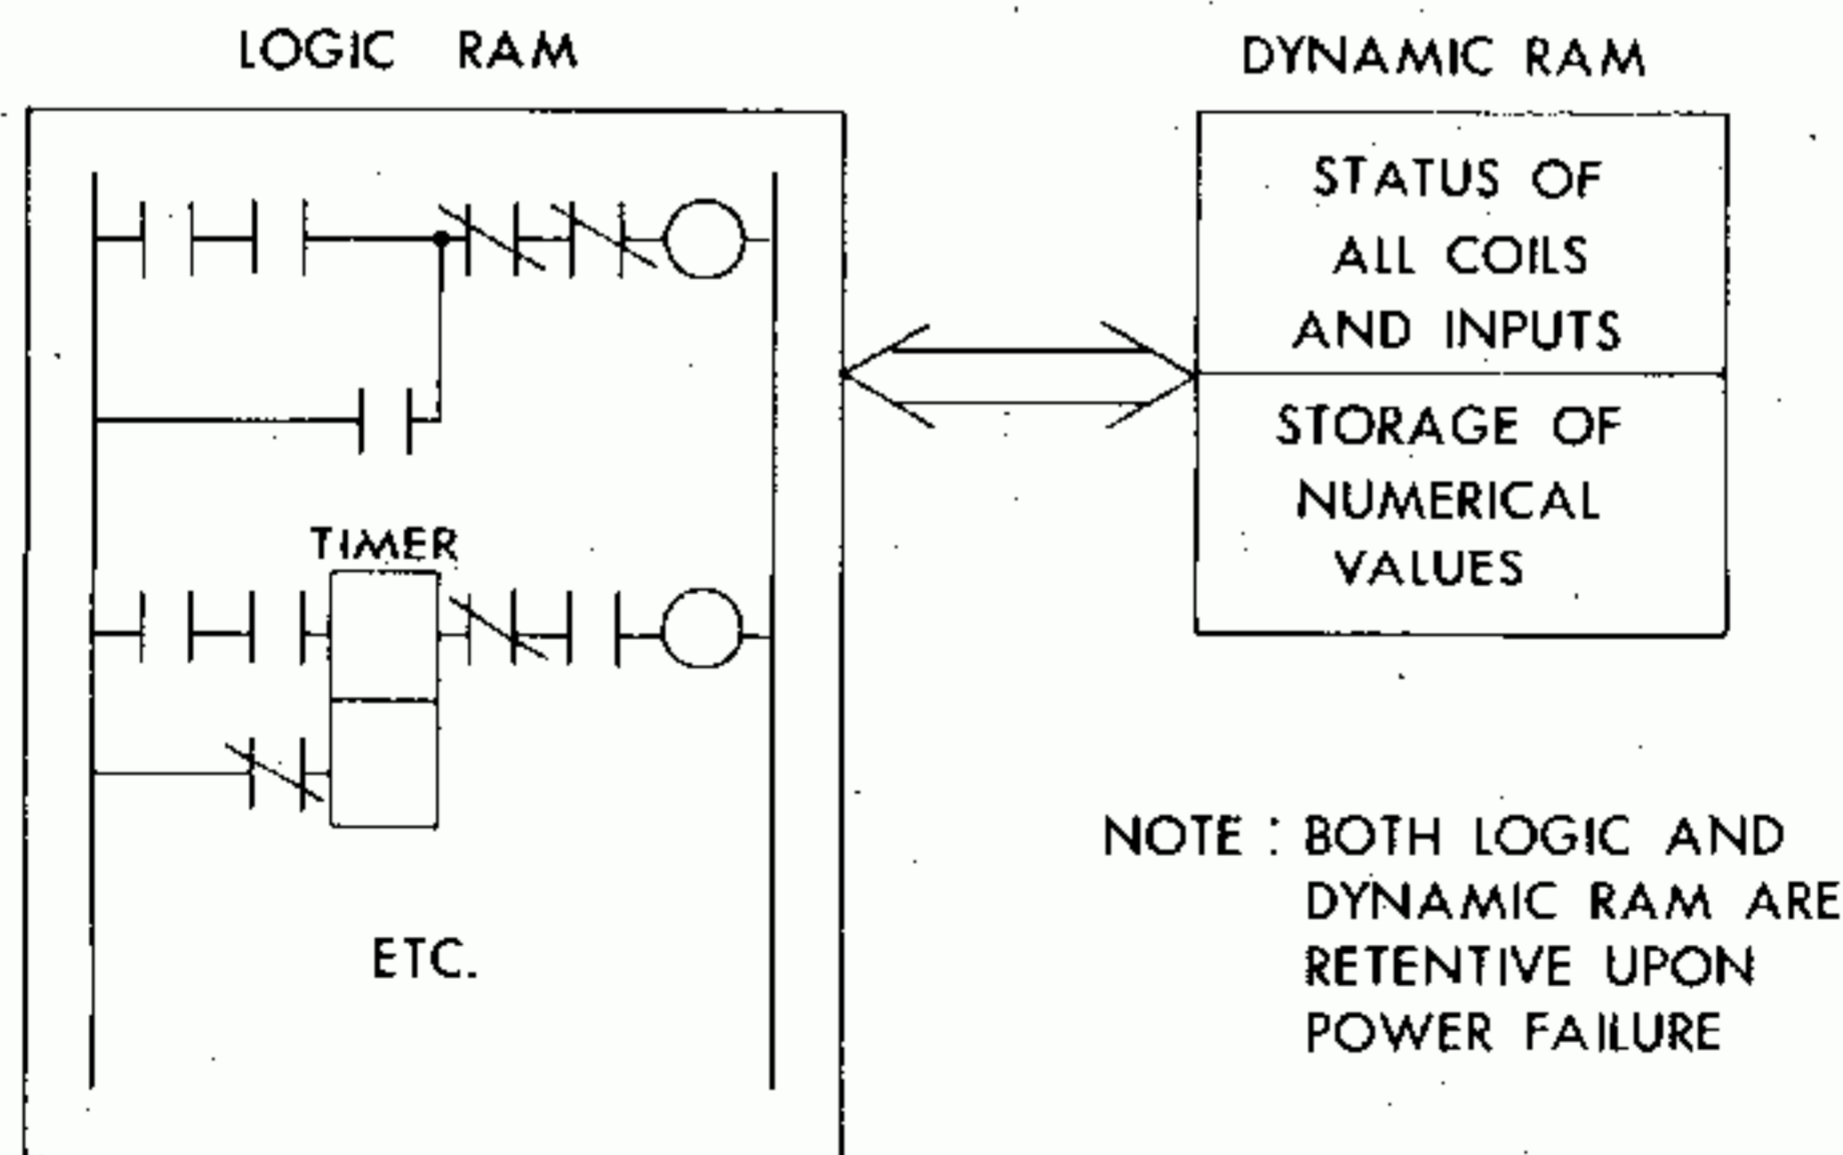 LOGIC RAM
TIMER
ETC.
DYNAMIC RAM
STATUS OF
ALL COILS
AND INPUTS
STORAGE OF
NUMERICAL
VALUES
NOTE : BOTH LOGIC AND
DYNAMIC RAM ARE
RETENTIVE UPON
POWER FAILURE